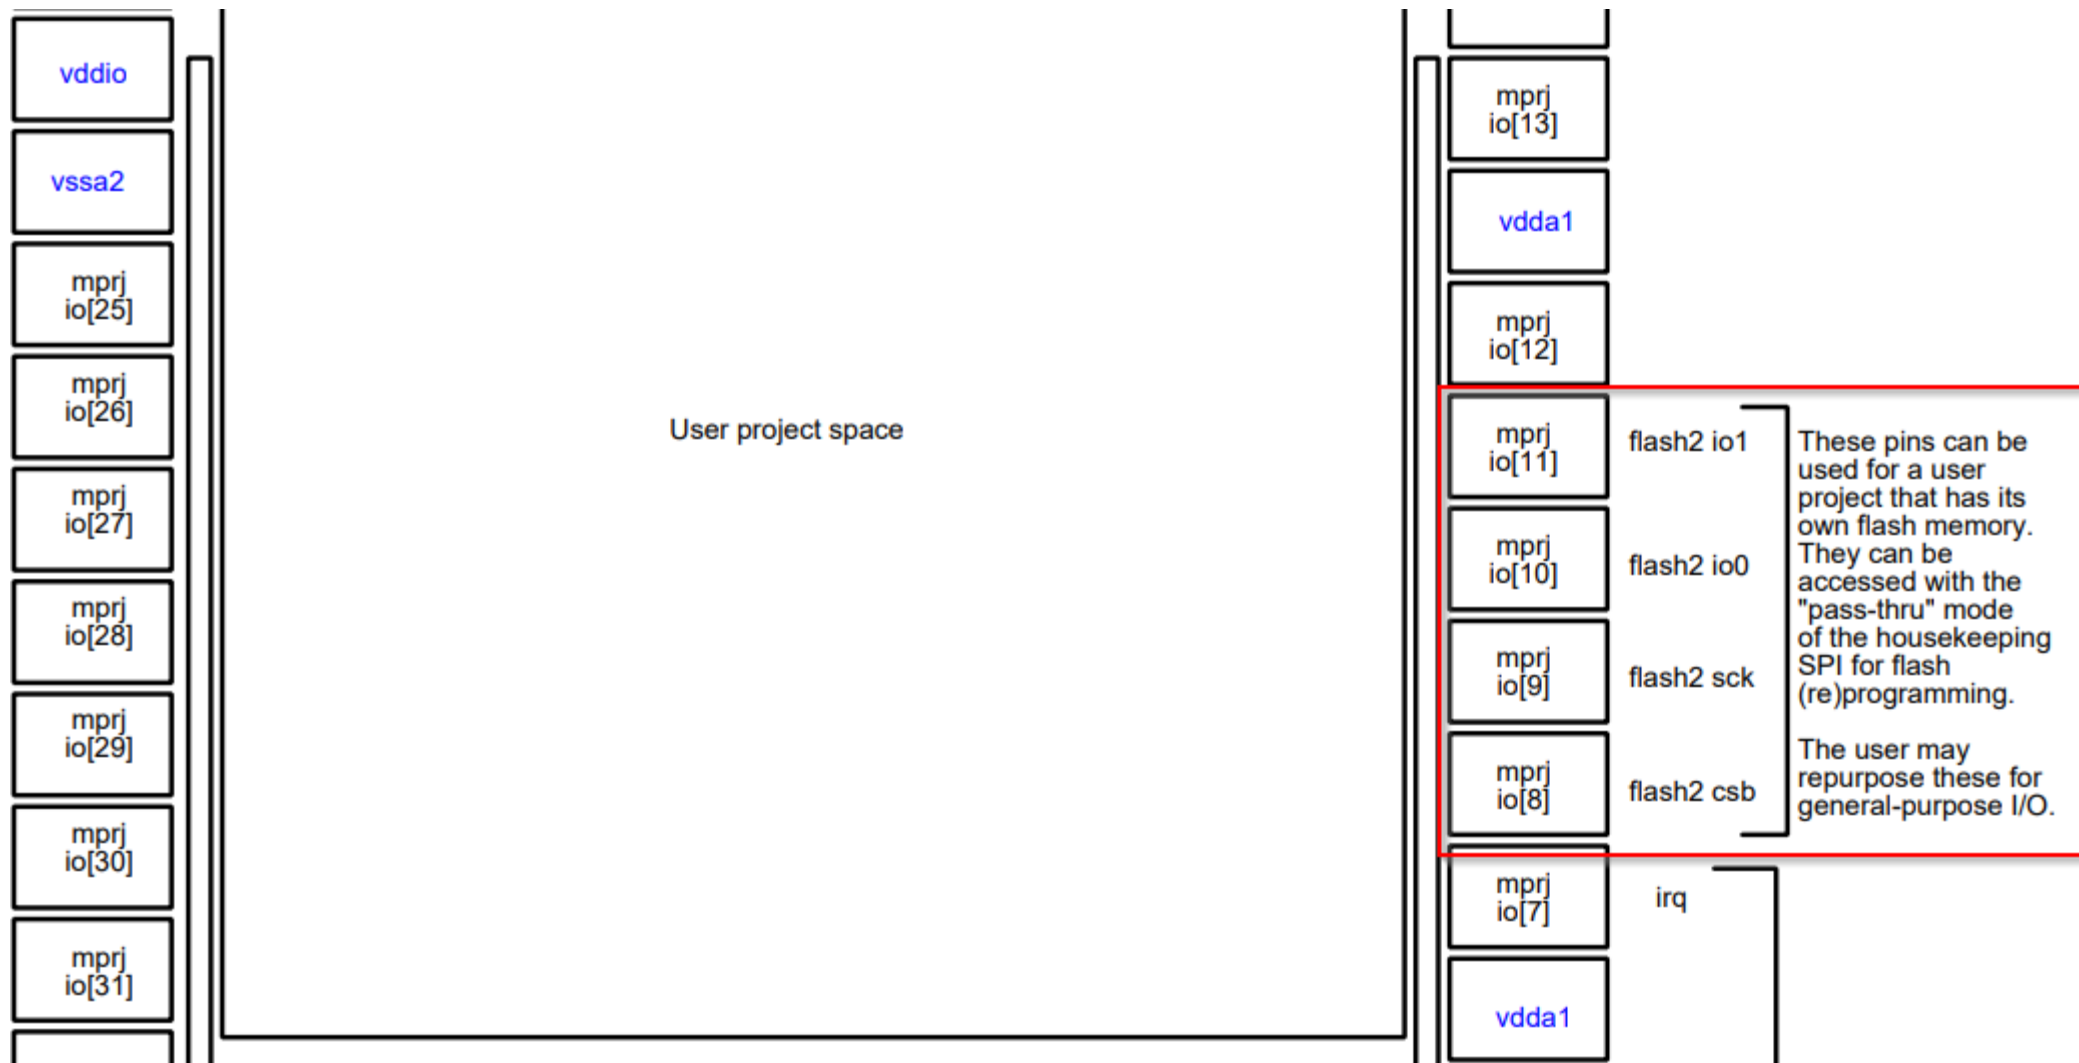 vddio
vssa2
mprj
io[25]
mprj
io[26]
mprj
io[27]
mprj
io[28]
mprj
io[29]
mprj
io[30]
mprj
io[31]
User project space
mprj
io[13]
vdda1
mprj
io[12]
mprj
io[11]
flash2 io1
mprj
io[10]
flash2 io0
mprj
io[9]
flash2 sck
mprj
io[8]
flash2 csb
These pins can be
used for a user
project that has its
own flash memory.
They can be
accessed with the
"pass-thru" mode
of the housekeeping
SPI for flash
(re)programming.
The user may
repurpose these for
general-purpose I/O.
mprj
io[7]
irq
vdda1